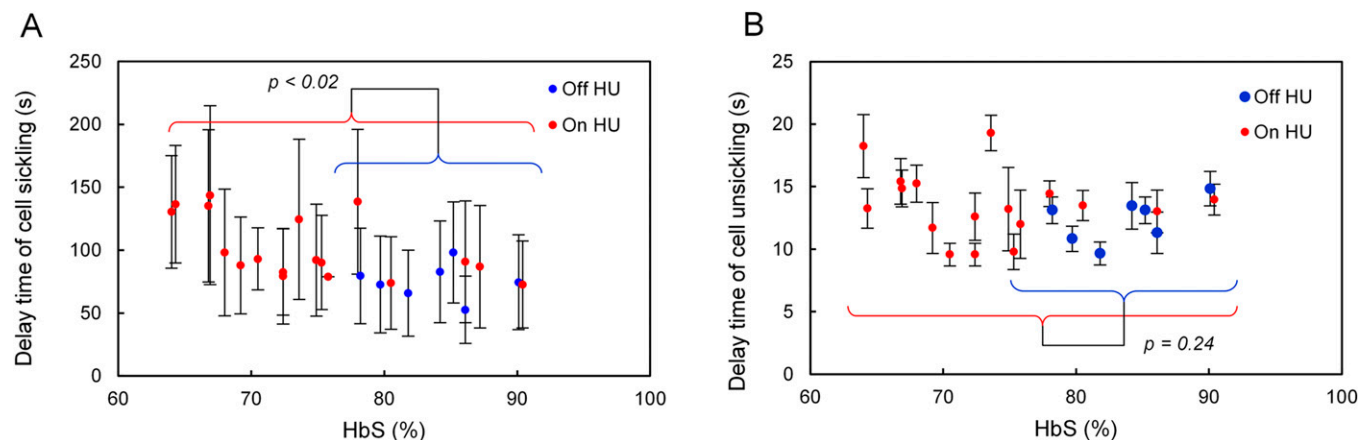 A
Delay time of cell sickling (s)
250
200
150
100
50
0
p < 0.02
Off HU
On HU
60
70
80
90
100
HbS (%)
B
Delay time of cell unsickling (s)
25
20
15
10
5
0
Off HU
On HU
p = 0.24
60
70
80
90
100
HbS (%)